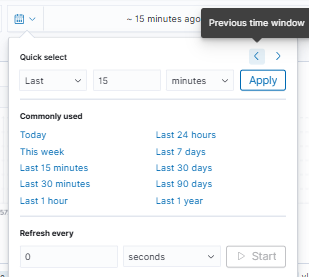 ~ 15 minutes ago
Previous time window
Quick select
Last 15 minutes Apply
Commonly used
Today Last 24 hours
This week Last 7 days
Last 15 minutes Last 30 days
Last 30 minutes Last 90 days
Last 1 hour Last 1 year
57
Refresh every
0 seconds Start